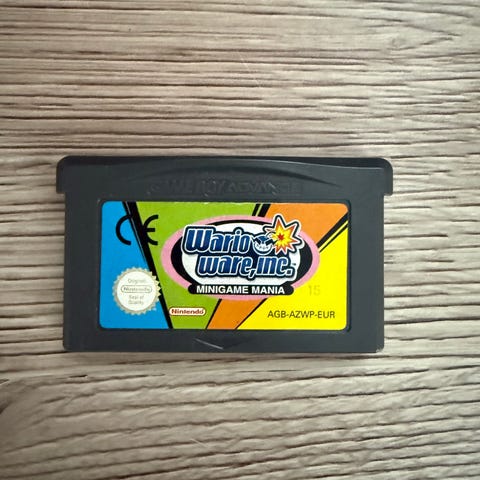 GAME BOY ADVANCE
CE
Wario
ware,inc.
MINIGAME MANIA
15
Original
Nintendo
Seal of
Quality
Nintendo
AGB-AZWP-EUR